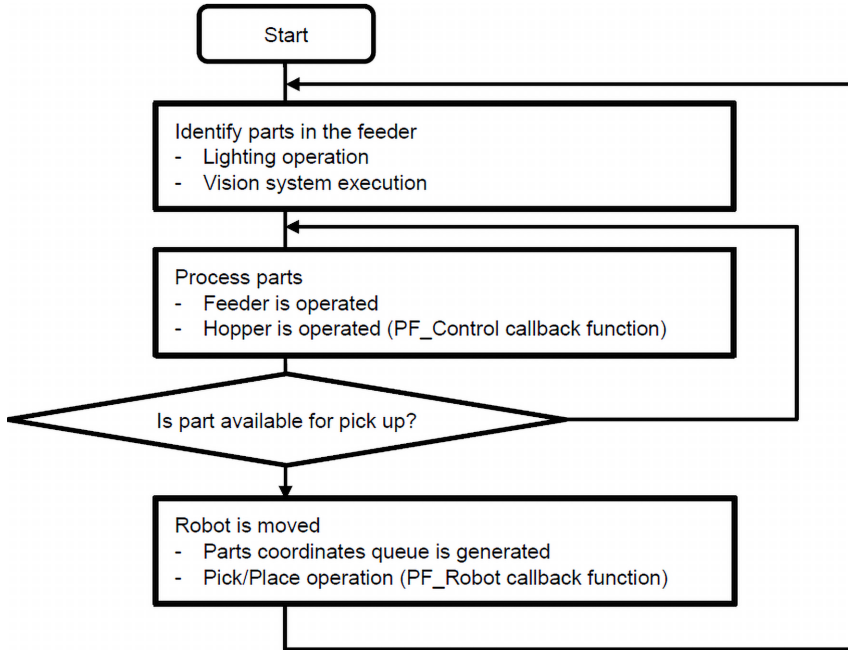 Start
Identify parts in the feeder
- Lighting operation
- Vision system execution
Process parts
- Feeder is operated
- Hopper is operated (PF_Control callback function)
Is part available for pick up?
Robot is moved
- Parts coordinates queue is generated
- Pick/Place operation (PF_Robot callback function)